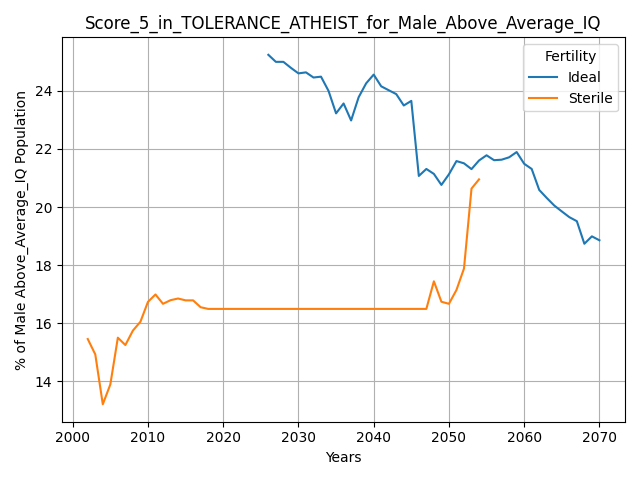 Score_5_in_TOLERANCE_ATHEIST_for_Male_Above_Average_IQ
Fertility
Ideal
Sterile
% of Male Above_Average_IQ Population
24
22
20
18
16
14
2000 2010 2020 2030 2040 2050 2060 2070
Years